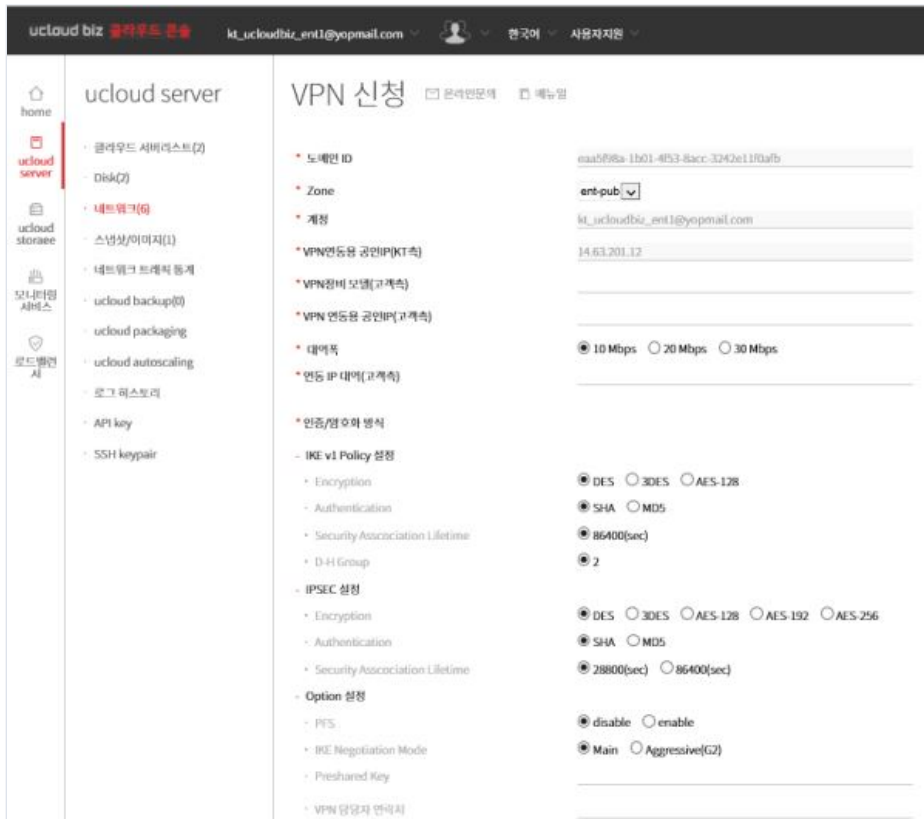 ucloud biz 클라우드 콘솔 kt_ucloudbiz_ent1@yopmail.com 한국어 사용자지원
home
ucloud server
ucloud storaee
모니터링 서비스
로드밸런서
ucloud server
클라우드 서버리스트(2)
Disk(2)
네트워크(6)
스냅샷/이미지(1)
네트워크 트래픽 통계
ucloud backup(0)
ucloud packaging
ucloud autoscaling
로그 히스토리
API key
SSH keypair
VPN 신청 온라인문의 매뉴얼
* 도메인 ID eaa5f98a-1b01-4f53-8acc-3242e11f0afb
* Zone ent-pub
* 계정 kt_ucloudbiz_ent1@yopmail.com
* VPN연동용 공인IP(KT측) 14.63.201.12
* VPN장비 모델(고객측)
* VPN 연동용 공인IP(고객측)
* 대역폭 10 Mbps 20 Mbps 30 Mbps
* 연동 IP 대역(고객측)
* 인증/암호화 방식
- IKE v1 Policy 설정
Encryption DES 3DES AES-128
Authentication SHA MD5
Security Asscociation Lifetime 86400(sec)
D-H Group 2
- IPSEC 설정
Encryption DES 3DES AES-128 AES-192 AES-256
Authentication SHA MD5
Security Asscociation Lifetime 28800(sec) 86400(sec)
- Option 설정
PFS disable enable
IKE Negotiation Mode Main Aggressive(G2)
Preshared Key
VPN 담당자 연락처